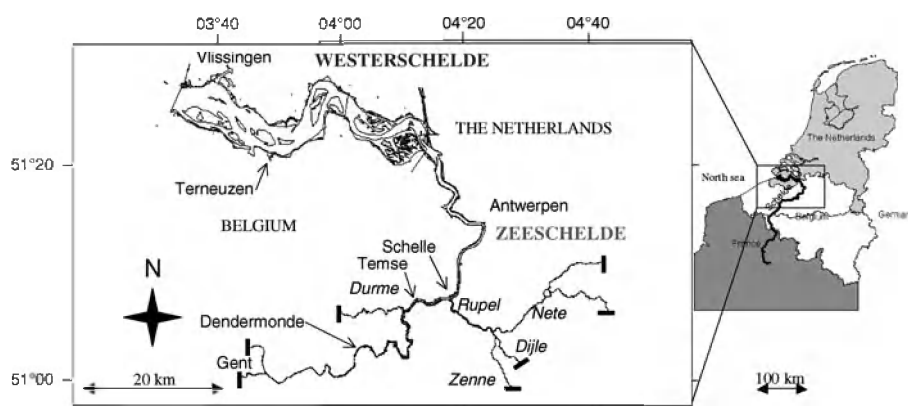 03°40 04°00 04°20 04°40
Vlissingen
WESTERSCHELDE
THE NETHERLANDS
51°20
Terneuzen
Antwerpen
BELGIUM
ZEESCHELDE
Schelle
Temse
N
Durme
Rupel
Nete
Dendermonde
Dijle
Gent
Zenne
51°00
20 km
The Netherlands
North sea
Belgium
German
France
100 km